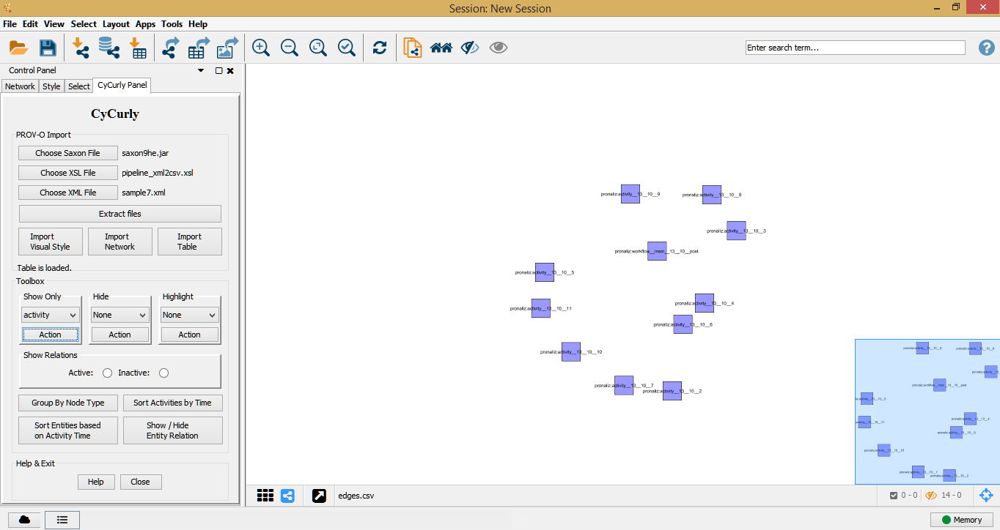 Session: New Session
File Edit View Select Layout Apps Tools Help
Enter search term...
?
Control Panel
Network Style Select CyCurly Panel
CyCurly
PROV-O Import
Choose Saxon File saxon9he.jar
Choose XSL File pipeline_xml2csv.xsl
Choose XML File sample7.xml
Extract files
Import
Visual Style
Import
Network
Import
Table
Table is loaded.
Toolbox
Show Only
activity
Action
Hide
None
Action
Highlight
None
Action
Show Relations
Active: Inactive:
Group By Node Type
Sort Activities by Time
Sort Entities based
on Activity Time
Show / Hide
Entity Relation
Help & Exit
Help Close
pronaliz:activity__13__10__9
pronaliz:activity__13__10__8
pronaliz:activity__13__10__3
pronaliz:workflow__main__13__10__post
pronaliz:activity__13__10__5
pronaliz:activity__13__10__4
pronaliz:activity__13__10__11
pronaliz:activity__13__10__6
pronaliz:activity__13__10__10
pronaliz:activity__13__10__7
pronaliz:activity__13__10__2
edges.csv
0 - 0
14 - 0
Memory